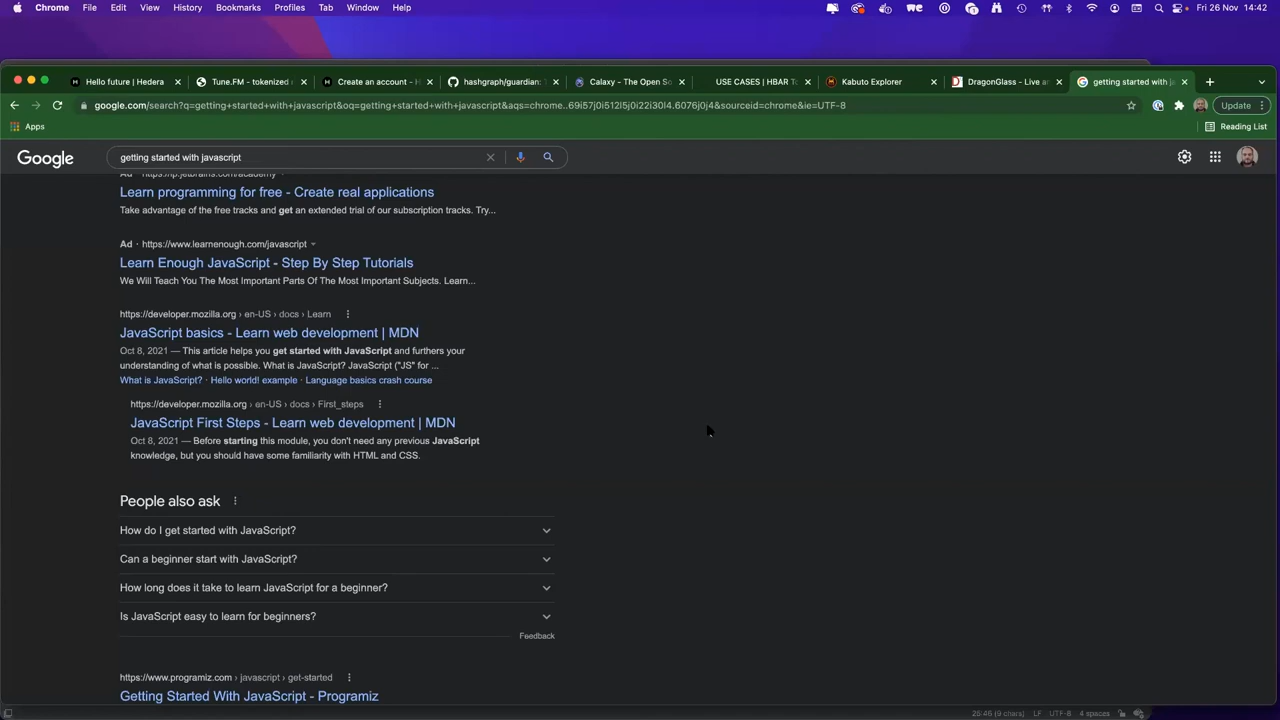 Chrome File Edit View History Bookmarks Profiles Tab Window Help
Fri 26 Nov 14:42
Hello future | Hedera
Tune.FM - tokenized
Create an account - H
hashgraph/guardian: T
Calaxy - The Open So
USE CASES | HBAR To
Kabuto Explorer
DragonGlass - Live a
getting started with ja
google.com/search?q=getting+started+with+javascript&oq=getting+started+with+javascript&aqs=chrome..69i57j0i512l5j0i22i30l4.6076j0j4&sourceid=chrome&ie=UTF-8
Update
Apps
Reading List
Google
getting started with javascript
Learn programming for free - Create real applications
Take advantage of the free tracks and get an extended trial of our subscription tracks. Try...
Ad · https://www.learnenough.com/javascript
Learn Enough JavaScript - Step By Step Tutorials
We Will Teach You The Most Important Parts Of The Most Important Subjects. Learn...
https://developer.mozilla.org › en-US › docs › Learn
JavaScript basics - Learn web development | MDN
Oct 8, 2021 — This article helps you get started with JavaScript and furthers your
understanding of what is possible. What is JavaScript? JavaScript ("JS" for ...
What is JavaScript? · Hello world! example · Language basics crash course
https://developer.mozilla.org › en-US › docs › First_steps
JavaScript First Steps - Learn web development | MDN
Oct 8, 2021 — Before starting this module, you don't need any previous JavaScript
knowledge, but you should have some familiarity with HTML and CSS.
People also ask
How do I get started with JavaScript?
Can a beginner start with JavaScript?
How long does it take to learn JavaScript for a beginner?
Is JavaScript easy to learn for beginners?
Feedback
https://www.programiz.com › javascript › get-started
Getting Started With JavaScript - Programiz
25:46 (9 chars) LF UTF-8 4 spaces